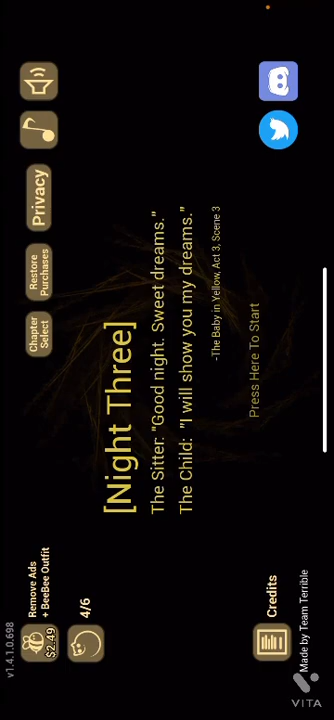 v1.4.1.0.698
$2.49
Remove Ads
+ BeeBee Outfit
4/6
Chapter
Select
Restore
Purchases
Privacy
[Night Three]
The Sitter: "Good night. Sweet dreams."
The Child: "I will show you my dreams."
-The Baby in Yellow, Act 3, Scene 3
Press Here To Start
Credits
Made by Team Terrible
VITA